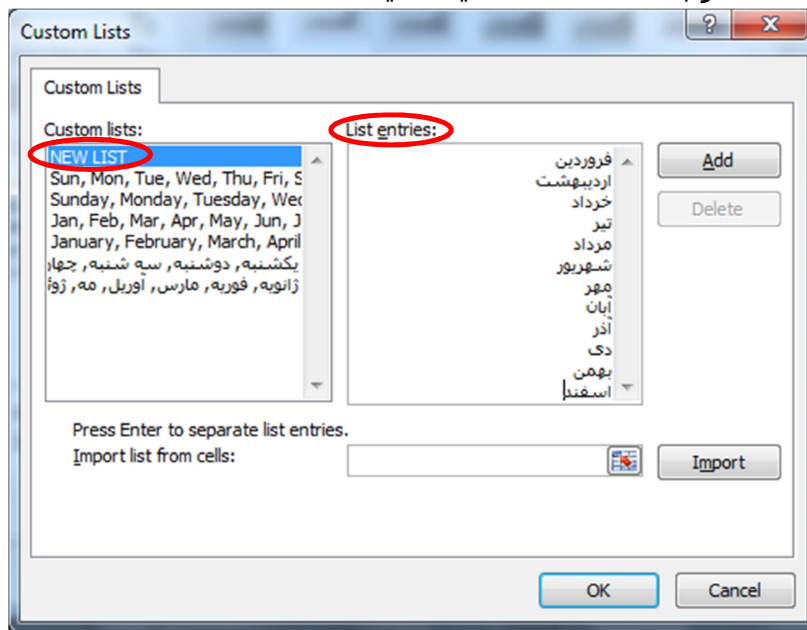 Custom Lists
Custom Lists
Custom lists:
NEW LIST
Sun, Mon, Tue, Wed, Thu, Fri, S
Sunday, Monday, Tuesday, Wed
Jan, Feb, Mar, Apr, May, Jun, J
January, February, March, April
یکشنبه, دوشنبه, سه شنبه, چهار
ژانویه, فوریه, مارس, آوریل, مه, ژوئ
List entries:
فروردین
اردیبهشت
خرداد
تیر
مرداد
شهریور
مهر
آبان
آذر
دی
بهمن
اسفند
Add
Delete
Press Enter to separate list entries.
Import list from cells:
Import
OK
Cancel